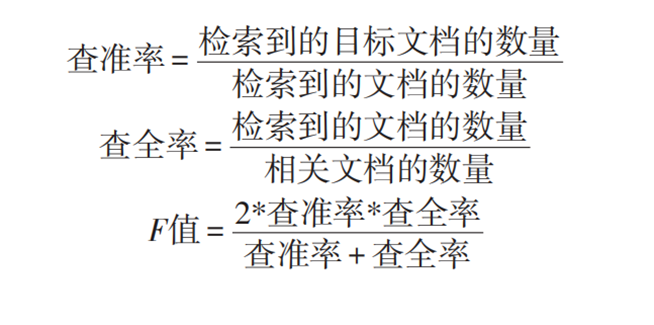 查准率 = 检索到的目标文档的数量 / 检索到的文档的数量
查全率 = 检索到的文档的数量 / 相关文档的数量
F值 = 2*查准率*查全率 / 查准率 + 查全率